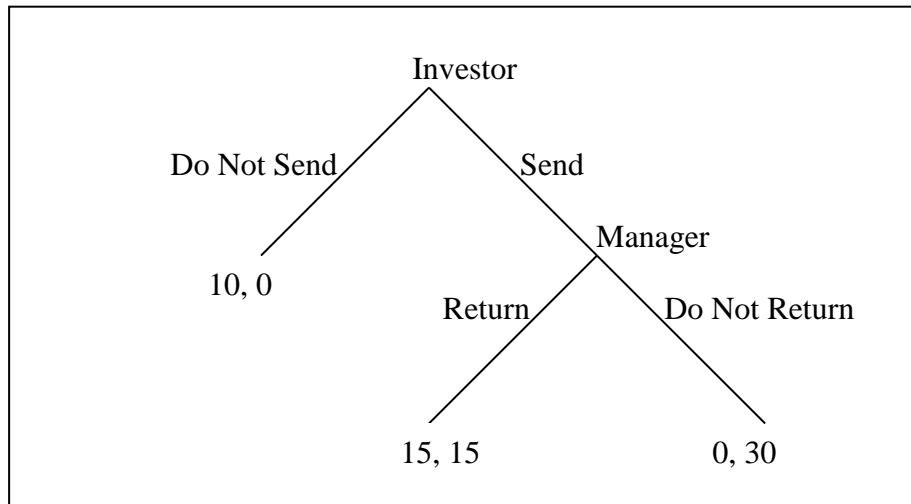 Investor
Do Not Send
Send
Manager
10, 0
Return
Do Not Return
15, 15
0, 30